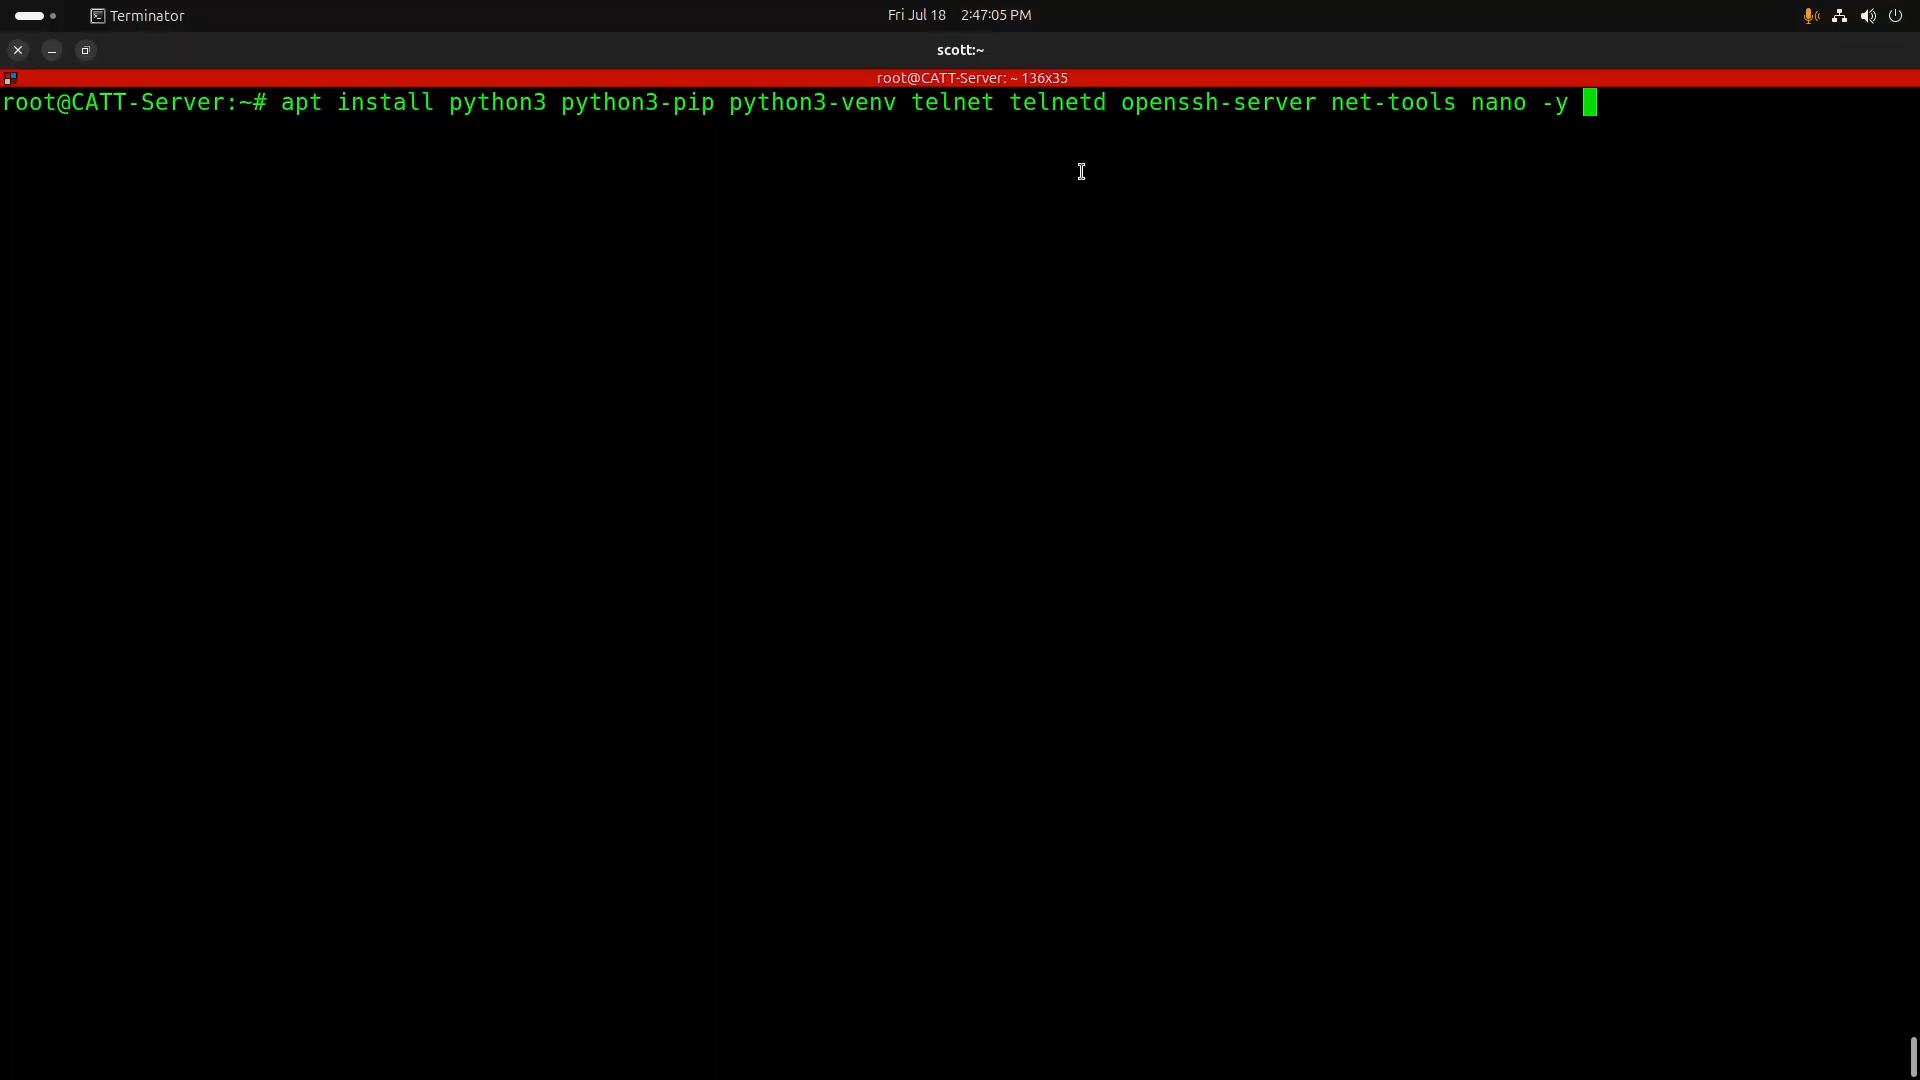 Terminator
Fri Jul 18 2:47:05 PM
scott:~
root@CATT-Server: ~ 136x35
root@CATT-Server:~# apt install python3 python3-pip python3-venv telnet telnetd openssh-server net-tools nano -y